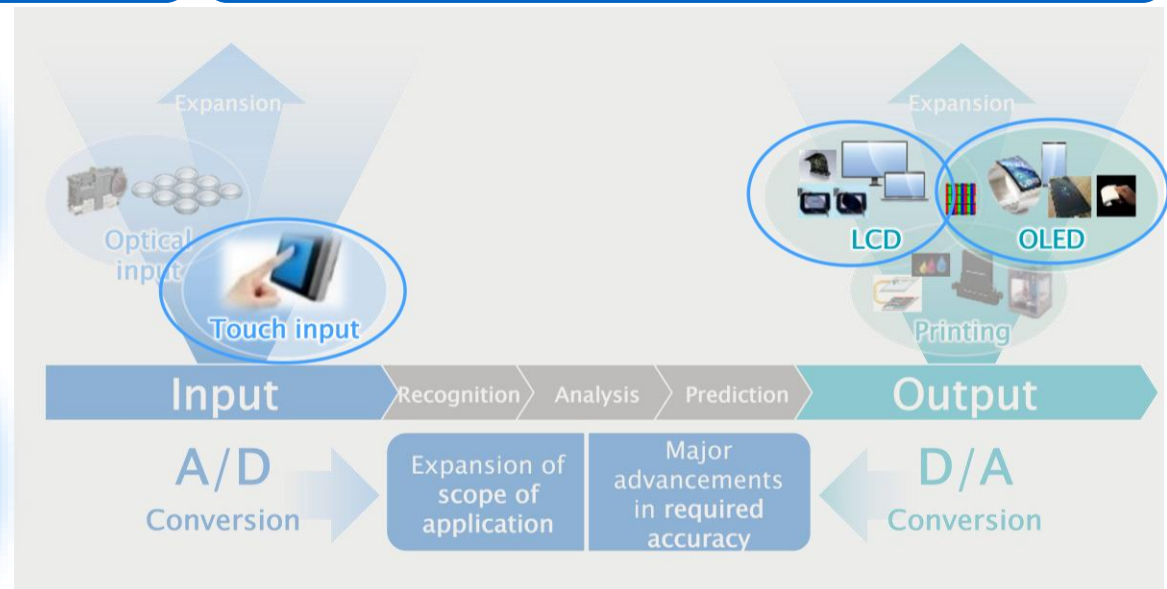 Expansion
Expansion
Optical
input
Touch input
LCD
OLED
Printing
Input
Recognition
Analysis
Prediction
Output
A/D
Conversion
Expansion of
scope of
application
Major
advancements
in required
accuracy
D/A
Conversion